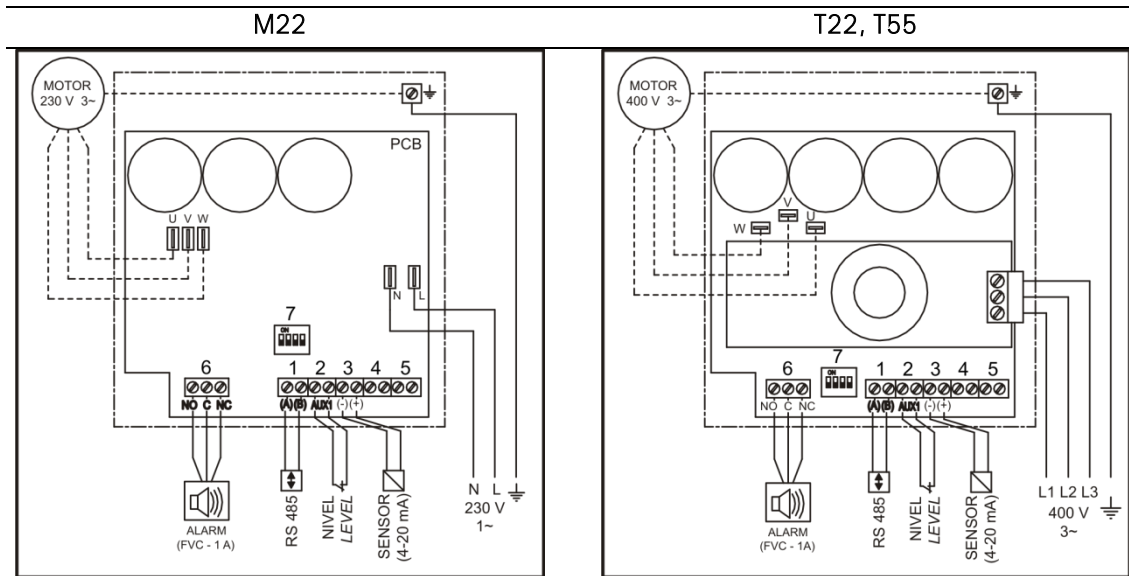 M22
MOTOR
230 V 3~
PCB
U V W
N L
7
ON
6 1 2 3 4 5
NO C NC (A) (B) AUX1 (-) (+)
ALARM
(FVC - 1 A)
RS 485
NIVEL
LEVEL
SENSOR
(4-20 mA)
N L
230 V
1~
T22, T55
MOTOR
400 V 3~
V
W U
7
ON
6 1 2 3 4 5
NO C NC (A) (B) AUX1 (-) (+)
ALARM
(FVC - 1A)
RS 485
NIVEL
LEVEL
SENSOR
(4-20 mA)
L1 L2 L3
400 V
3~